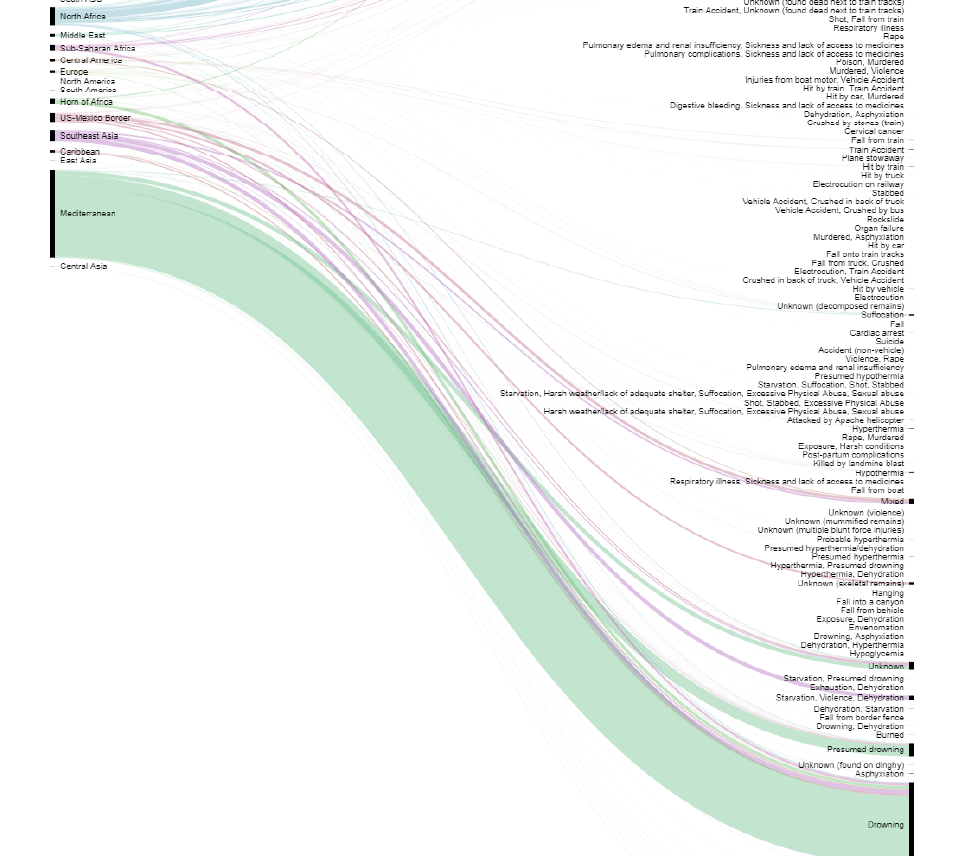 North Africa
Middle East
Sub-Saharan Africa
Central America
Europe
North America
South America
Horn of Africa
US-Mexico Border
Southeast Asia
Caribbean
East Asia
Mediterranean
Central Asia
Unknown (found dead next to train tracks)
Train Accident, Unknown (found dead next to train tracks)
Shot, Fall from train
Respiratory illness
Rape
Pulmonary edema and renal insufficiency, Sickness and lack of access to medicines
Pulmonary complications, Sickness and lack of access to medicines
Poison, Murdered
Murdered, Violence
Injuries from boat motor, Vehicle Accident
Hit by train, Train Accident
Hit by car, Murdered
Digestive bleeding, Sickness and lack of access to medicines
Dehydration, Asphyxiation
Crushed by stones (train)
Cervical cancer
Fall from train
Train Accident
Plane stowaway
Hit by train
Hit by truck
Electrocution on railway
Stabbed
Vehicle Accident, Crushed in back of truck
Vehicle Accident, Crushed by bus
Rockslide
Organ failure
Murdered, Asphyxiation
Hit by car
Fall onto train tracks
Fall from truck, Crushed
Electrocution, Train Accident
Crushed in back of truck, Vehicle Accident
Hit by vehicle
Electrocution
Unknown (decomposed remains)
Suffocation
Fall
Cardiac arrest
Suicide
Accident (non-vehicle)
Violence, Rape
Pulmonary edema and renal insufficiency
Presumed hypothermia
Starvation, Suffocation, Shot, Stabbed
Starvation, Harsh weather/lack of adequate shelter, Suffocation, Excessive Physical Abuse, Sexual abuse
Shot, Stabbed, Excessive Physical Abuse
Harsh weather/lack of adequate shelter, Suffocation, Excessive Physical Abuse, Sexual abuse
Attacked by Apache helicopter
Hyperthermia
Rape, Murdered
Exposure, Harsh conditions
Post-partum complications
Killed by landmine blast
Hypothermia
Respiratory illness, Sickness and lack of access to medicines
Fall from boat
Mixed
Unknown (violence)
Unknown (mummified remains)
Unknown (multiple blunt force injuries)
Probable hyperthermia
Presumed hyperthermia/dehydration
Presumed hyperthermia
Hyperthermia, Presumed drowning
Hyperthermia, Dehydration
Unknown (skeletal remains)
Hanging
Fall into a canyon
Fall from behicle
Exposure, Dehydration
Envenomation
Drowning, Asphyxiation
Dehydration, Hyperthermia
Hypoglycemia
Unknown
Starvation, Presumed drowning
Exhaustion, Dehydration
Starvation, Violence, Dehydration
Dehydration, Starvation
Fall from border fence
Drowning, Dehydration
Burned
Presumed drowning
Unknown (found on dinghy)
Asphyxiation
Drowning